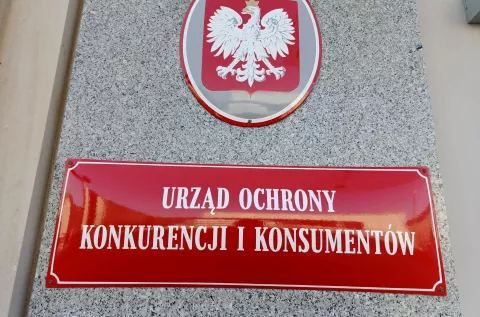 URZĄD OCHRONY
KONKURENCJI I KONSUMENTÓW